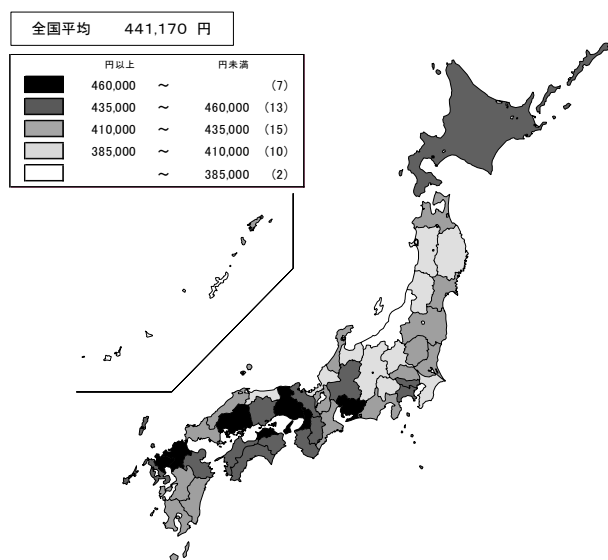 全国平均 441,170 円
円以上 円未満
460,000 ～ (7)
435,000 ～ 460,000 (13)
410,000 ～ 435,000 (15)
385,000 ～ 410,000 (10)
～ 385,000 (2)